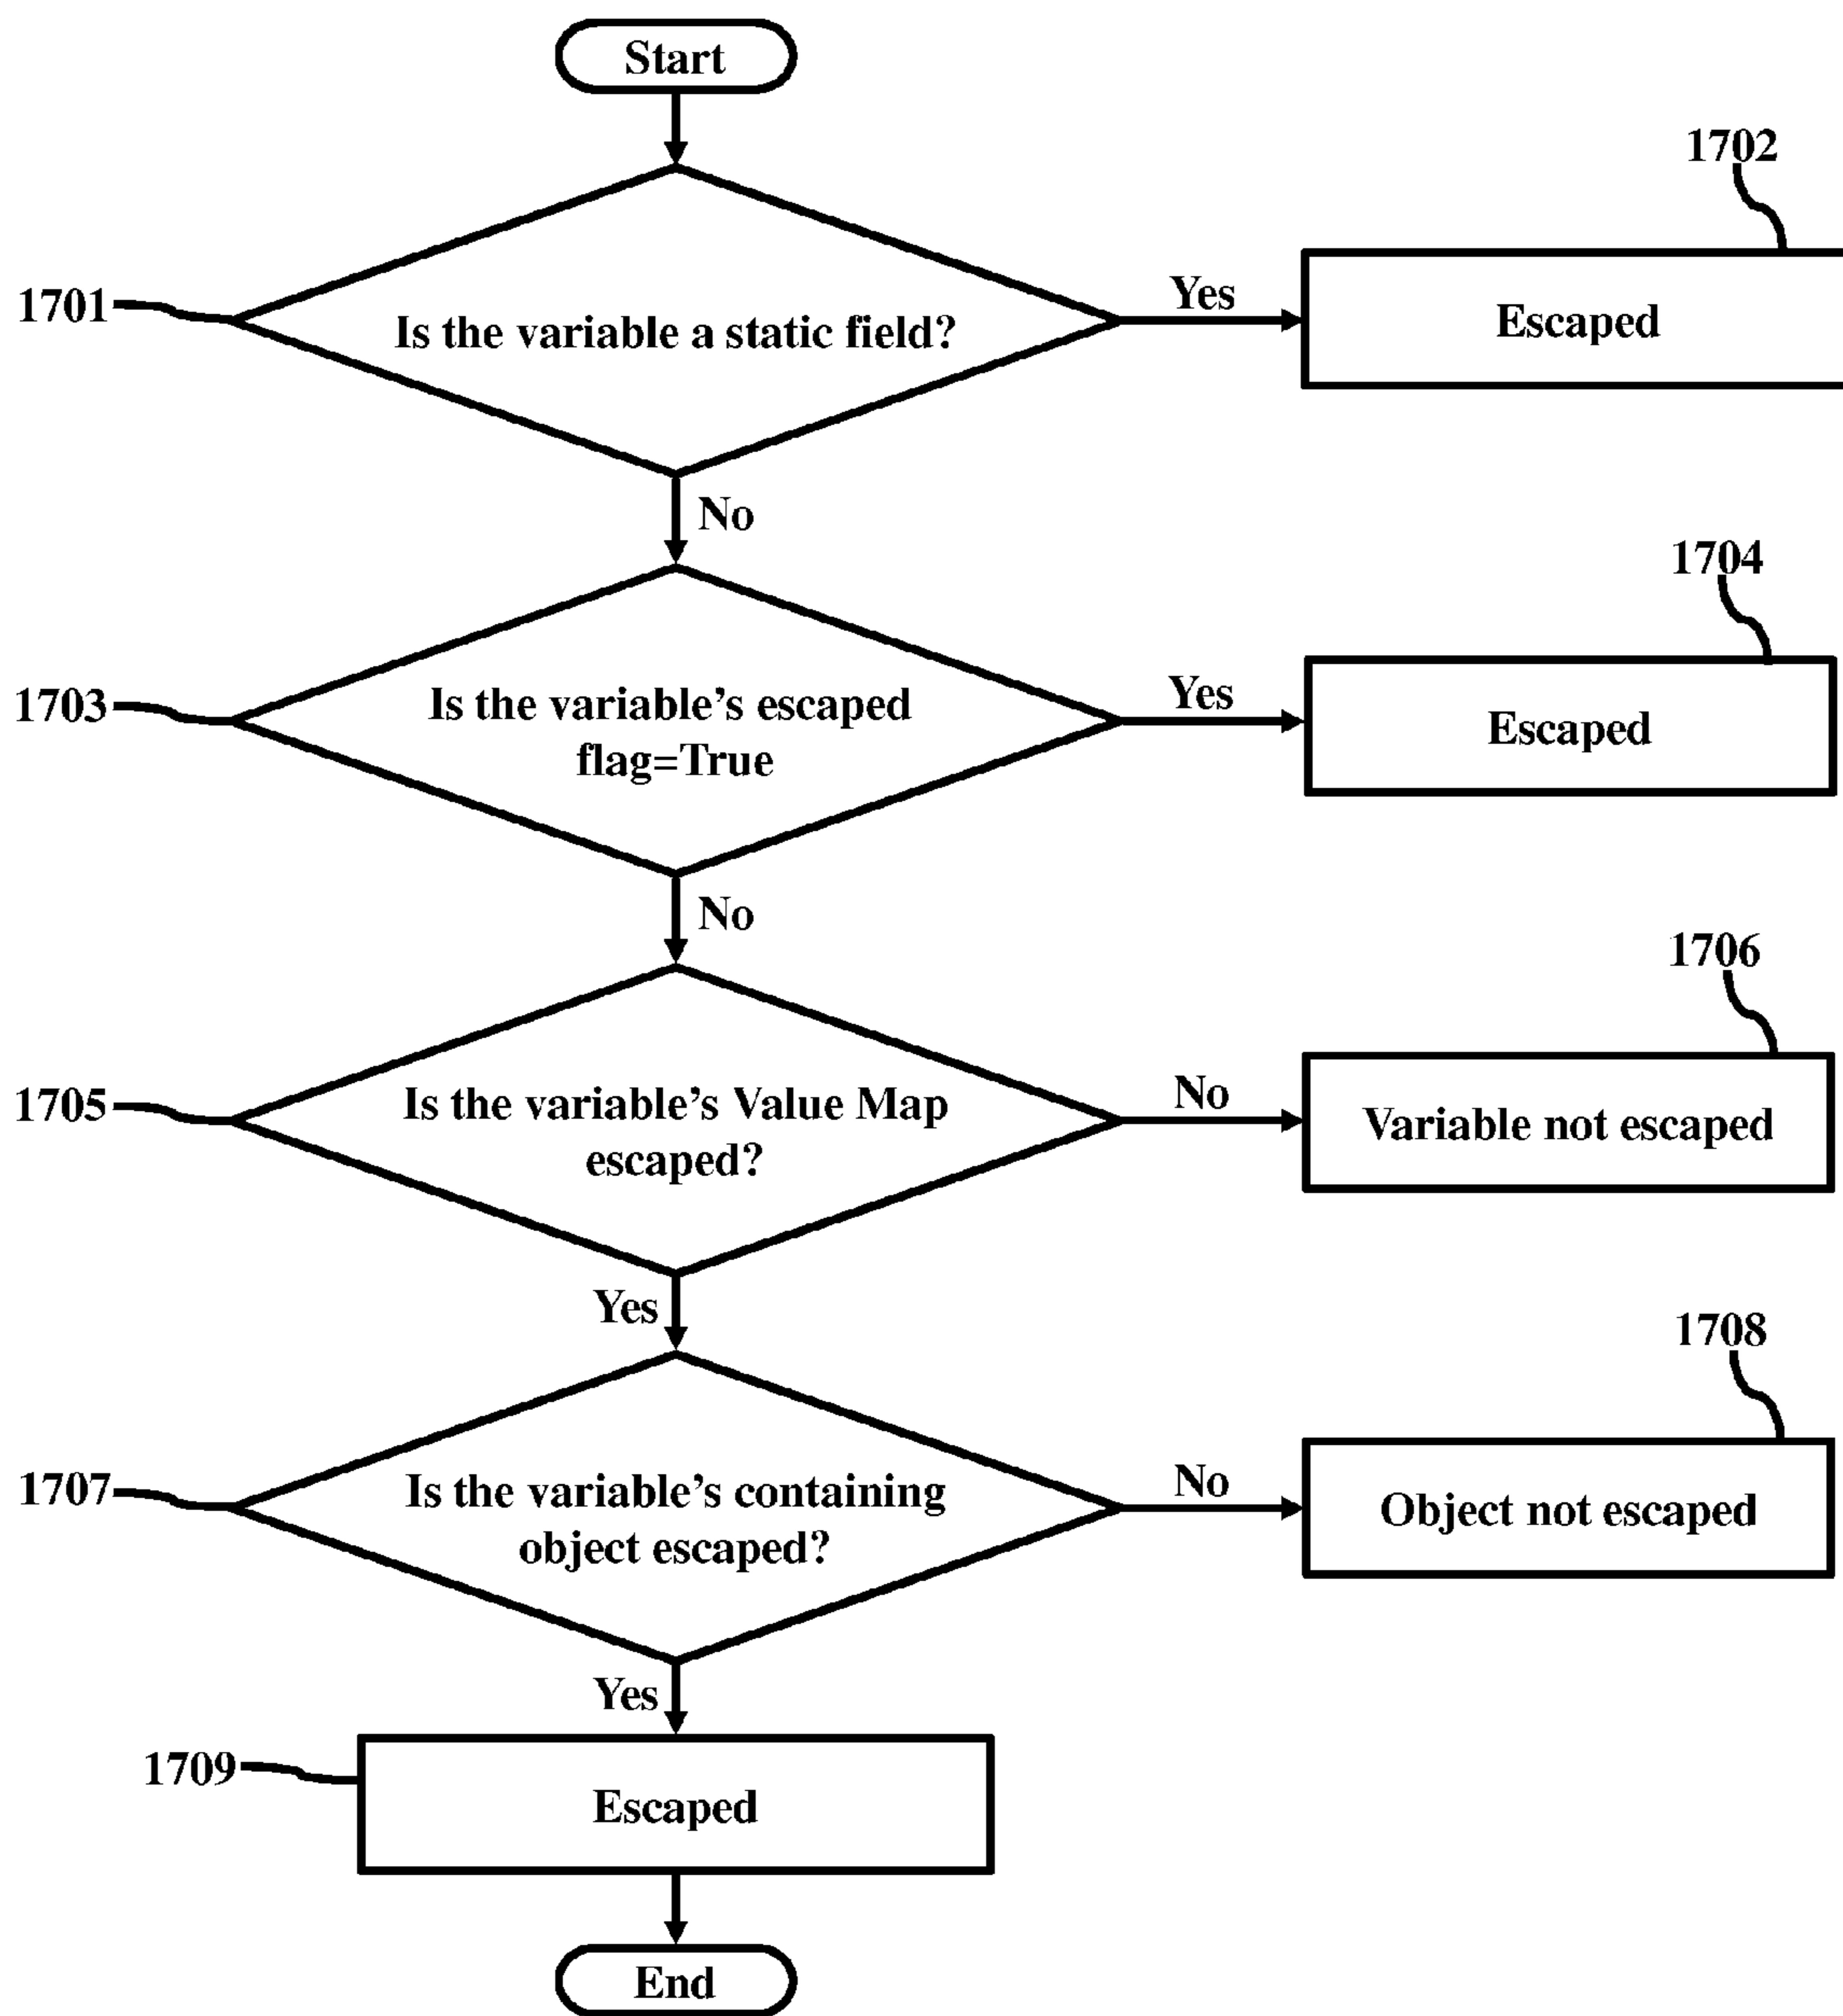 Start
1702
1701
Is the variable a static field?
Yes
Escaped
No
1704
1703
Is the variable's escaped
flag=True
Yes
Escaped
No
1706
1705
Is the variable's Value Map
escaped?
No
Variable not escaped
Yes
1708
1707
Is the variable's containing
object escaped?
No
Object not escaped
Yes
1709
Escaped
End